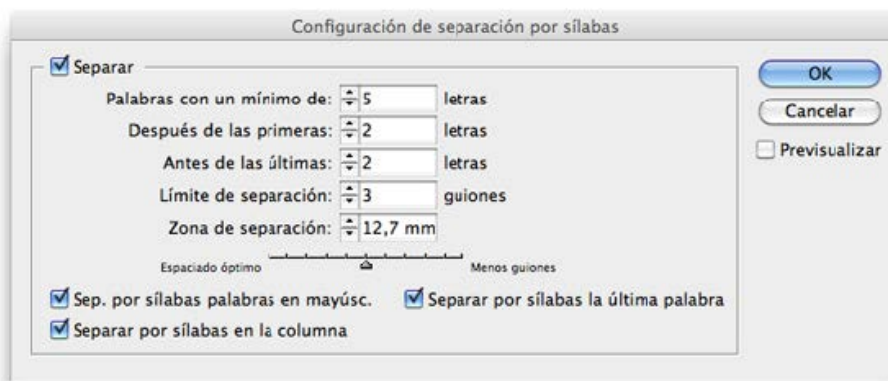 Configuración de separación por sílabas
Separar
Palabras con un mínimo de: 5 letras
Después de las primeras: 2 letras
Antes de las últimas: 2 letras
Límite de separación: 3 guiones
Zona de separación: 12,7 mm
Espaciado óptimo Menos guiones
Sep. por sílabas palabras en mayúsc. Separar por sílabas la última palabra
Separar por sílabas en la columna
OK
Cancelar
Previsualizar